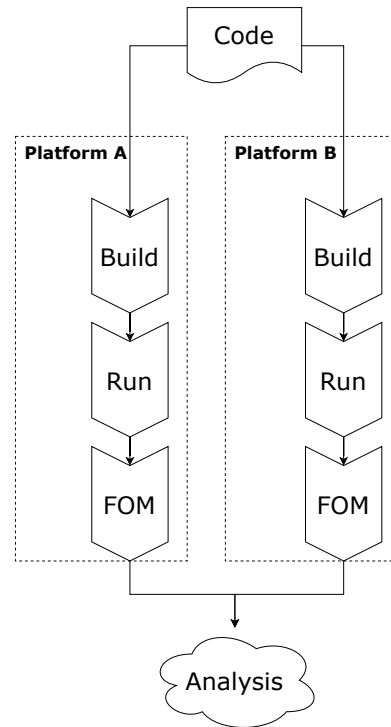 Code
Platform A
Platform B
Build
Build
Run
Run
FOM
FOM
Analysis